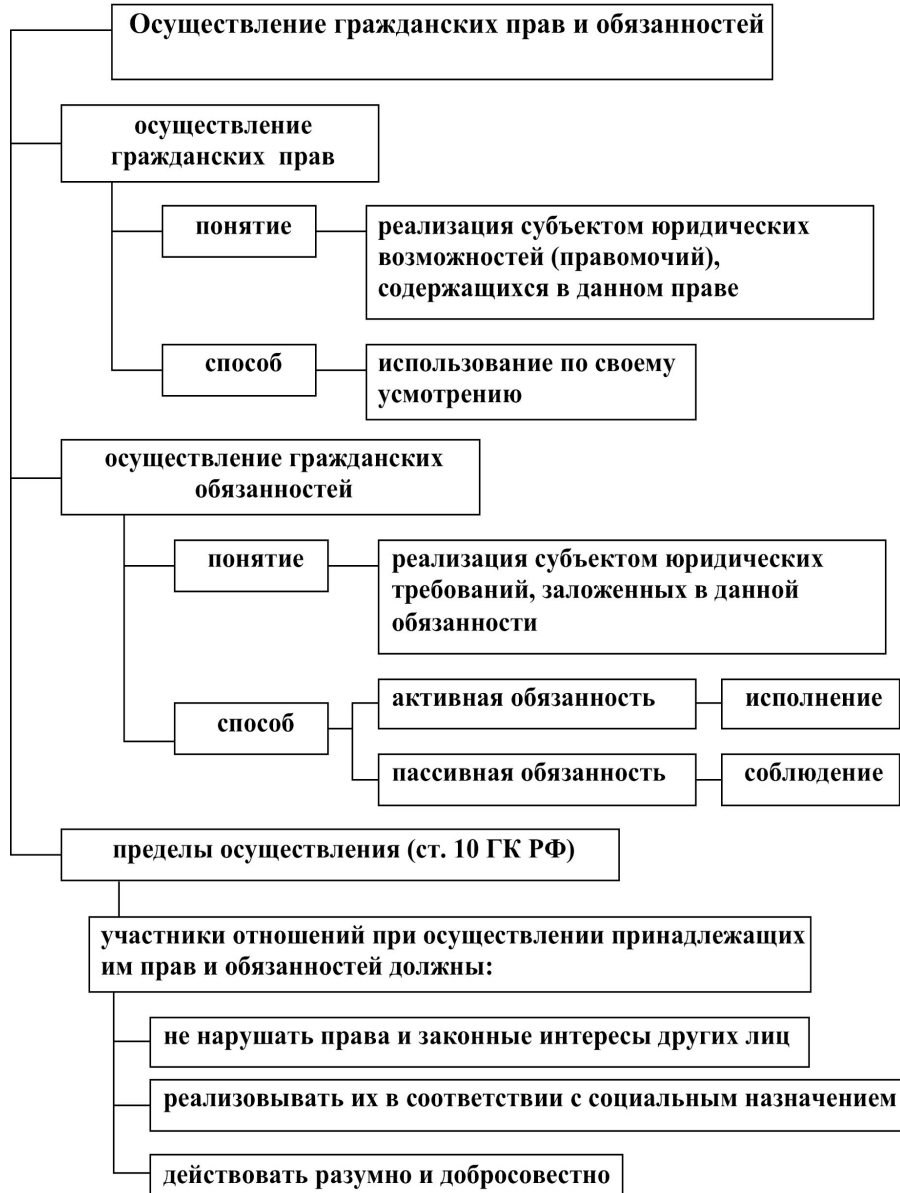 Осуществление гражданских прав и обязанностей
осуществление
гражданских прав
понятие
реализация субъектом юридических
возможностей (правомочий),
содержащихся в данном праве
способ
использование по своему
усмотрению
осуществление гражданских
обязанностей
понятие
реализация субъектом юридических
требований, заложенных в данной
обязанности
способ
активная обязанность
исполнение
пассивная обязанность
соблюдение
пределы осуществления (ст. 10 ГК РФ)
участники отношений при осуществлении принадлежащих
им прав и обязанностей должны:
не нарушать права и законные интересы других лиц
реализовывать их в соответствии с социальным назначением
действовать разумно и добросовестно